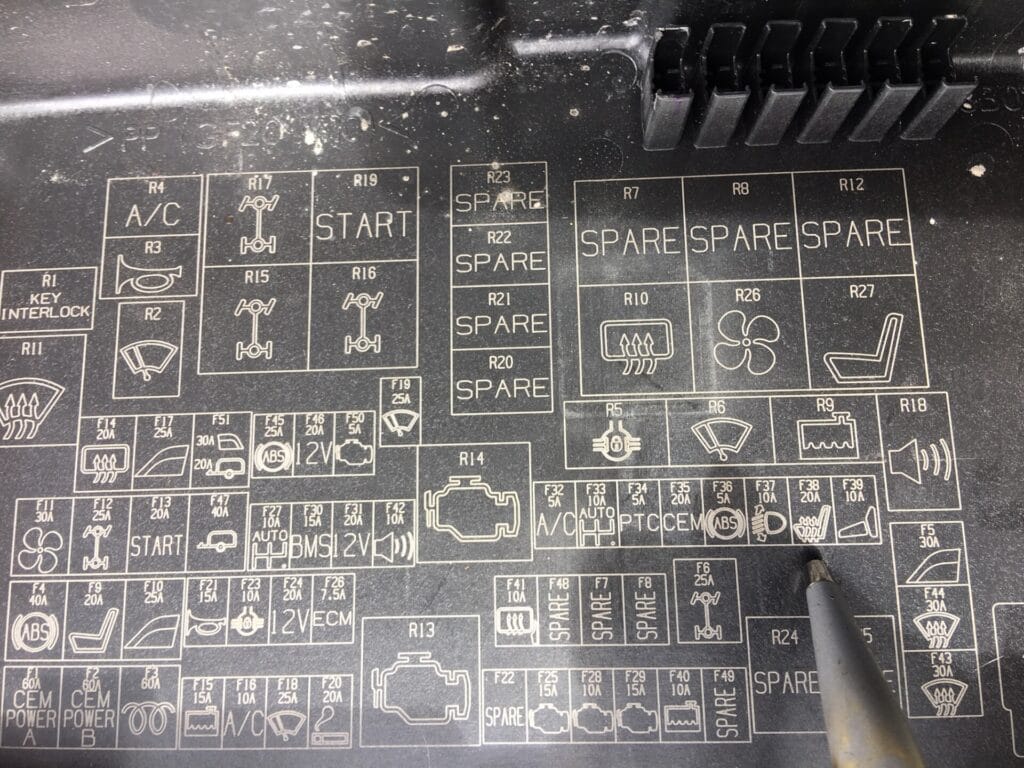 R4
A/C
R3
R17
R19
START
R15
R16
R23
SPARE
R22
SPARE
R21
SPARE
R20
SPARE
R7
SPARE
R8
SPARE
R12
SPARE
R10
R26
R27
R1
KEY
INTERLOCK
R2
R11
F19
25A
R5
R6
R9
R18
F14
20A
F17
25A
F51
30A
20A
F45
25A
ABS
F46
20A
12V
F50
5A
R14
F11
30A
F12
25A
F13
20A
START
F47
40A
F27
10A
AUTO
F30
15A
BMS
F31
20A
12V
F42
10A
F32
5A
A/C
F33
10A
AUTO
F34
5A
PTC
F35
20A
CEM
F36
5A
ABS
F37
10A
F38
20A
F39
10A
F5
30A
F4
40A
ABS
F9
20A
F10
25A
F21
15A
F23
10A
F24
20A
12V
F26
7.5A
ECM
F41
10A
F48
SPARE
F7
SPARE
F8
SPARE
F6
25A
F44
30A
R13
R24
SPARE
F43
30A
F1
60A
CEM
POWER
A
F2
60A
CEM
POWER
B
F3
60A
F15
15A
F16
10A
A/C
F18
25A
F20
20A
F22
SPARE
F25
15A
F28
10A
F29
15A
F40
10A
F49
SPARE